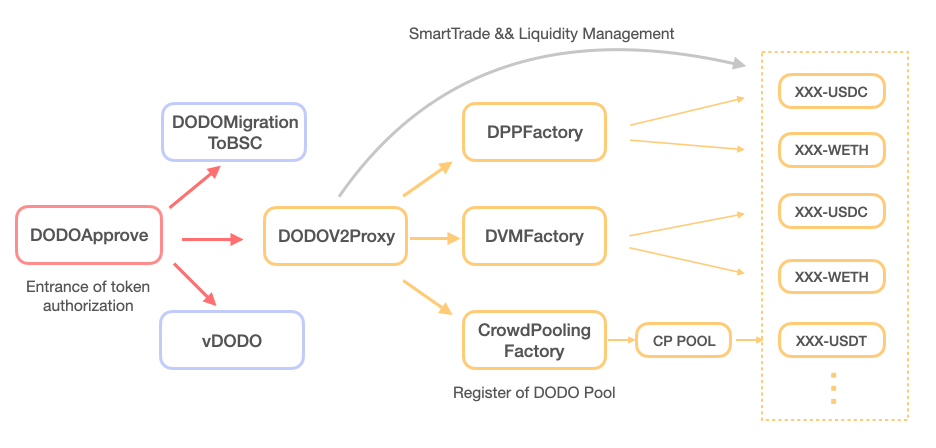 SmartTrade && Liquidity Management
DODOMigration
ToBSC
DPPFactory
XXX-USDC
XXX-WETH
DODOApprove
DODOV2Proxy
DVMFactory
XXX-USDC
XXX-WETH
Entrance of token
authorization
vDODO
CrowdPooling
Factory
CP POOL
XXX-USDT
Register of DODO Pool